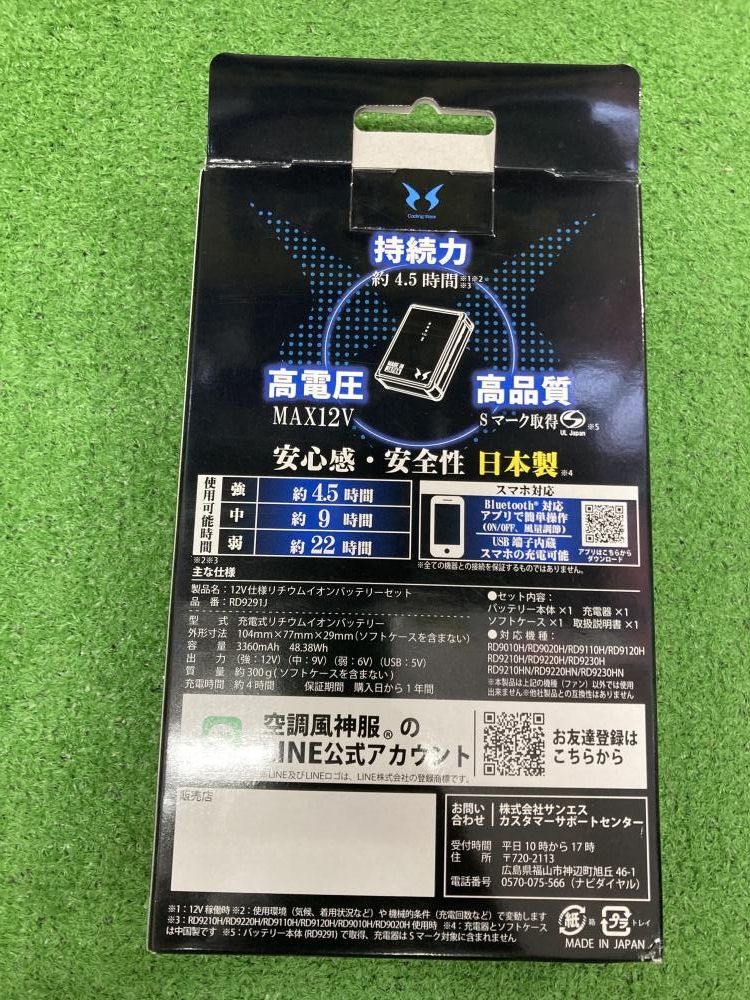 Cooling Wave
持続力
約4.5時間※1※2※3
高電圧
MAX12V
高品質
Sマーク取得 S UL Japan ※5
安心感・安全性 日本製※4
使用可能時間
強 約4.5時間
中 約9時間
弱 約22時間
※2※3
スマホ対応
Bluetooth®対応
アプリで簡単操作
(ON/OFF、風量調節)
USB端子内蔵
スマホの充電可能
アプリはこちらから
ダウンロード
※全ての機器との接続を保証するものではありません。
主な仕様
製品名：12V仕様リチウムイオンバッテリーセット
品　番：RD9291J
型　式　充電式リチウムイオンバッテリー
外形寸法　104mm×77mm×29mm(ソフトケースを含まない)
容　量　3360mAh 48.38Wh
出　力　(強：12V)（中：9V）(弱：6V)（USB：5V）
質　量　約300g(ソフトケースを含まない)
充電時間　約4時間　保証期間　購入日から1年間
●セット内容：
バッテリー本体×1　充電器×1
ソフトケース×1　取扱説明書×1
●対応機種：
RD9010H/RD9020H/RD9110H/RD9120H
RD9210H/RD9220H/RD9230H
RD9210HN/RD9220HN/RD9230HN
※本製品は上記の機種（ファン）以外では使用
出来ません※他社製品との互換性はありません
空調風神服®の
LINE公式アカウント
LINE及びLINEロゴは、LINE株式会社の登録商標です。
お友達登録は
こちらから
販売店
お問い合わせ
株式会社サンエス
カスタマーサポートセンター
受付時間　平日10時から17時
住　所　〒720-2113
広島県福山市神辺町旭丘46-1
電話番号　0570-075-566（ナビダイヤル）
※1：12V稼働時 ※2：使用環境（気候、着用状況など）や機械的条件（充電回数など）で変動します
※3：RD9210H/RD9220H/RD9110H/RD9120H/RD9010H/RD9020H使用時 ※4：充電器とソフトケース
は中国製です ※5：バッテリー本体(RD9291)で取得、充電器はSマーク対象に含まれません
紙 箱 プラ トレイ
MADE IN JAPAN